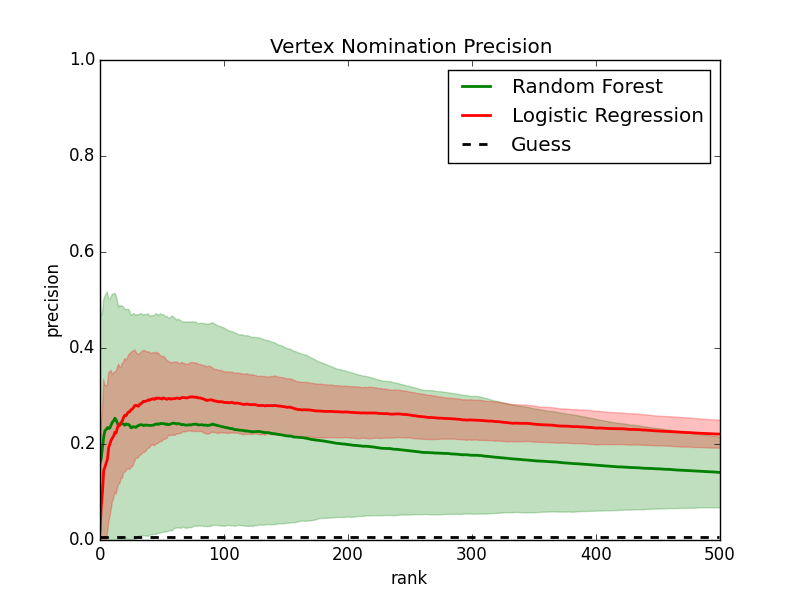 Vertex Nomination Precision
1.0
0.8
0.6
0.4
0.2
0.0
precision
Random Forest
Logistic Regression
Guess
0
100
200
300
400
500
rank